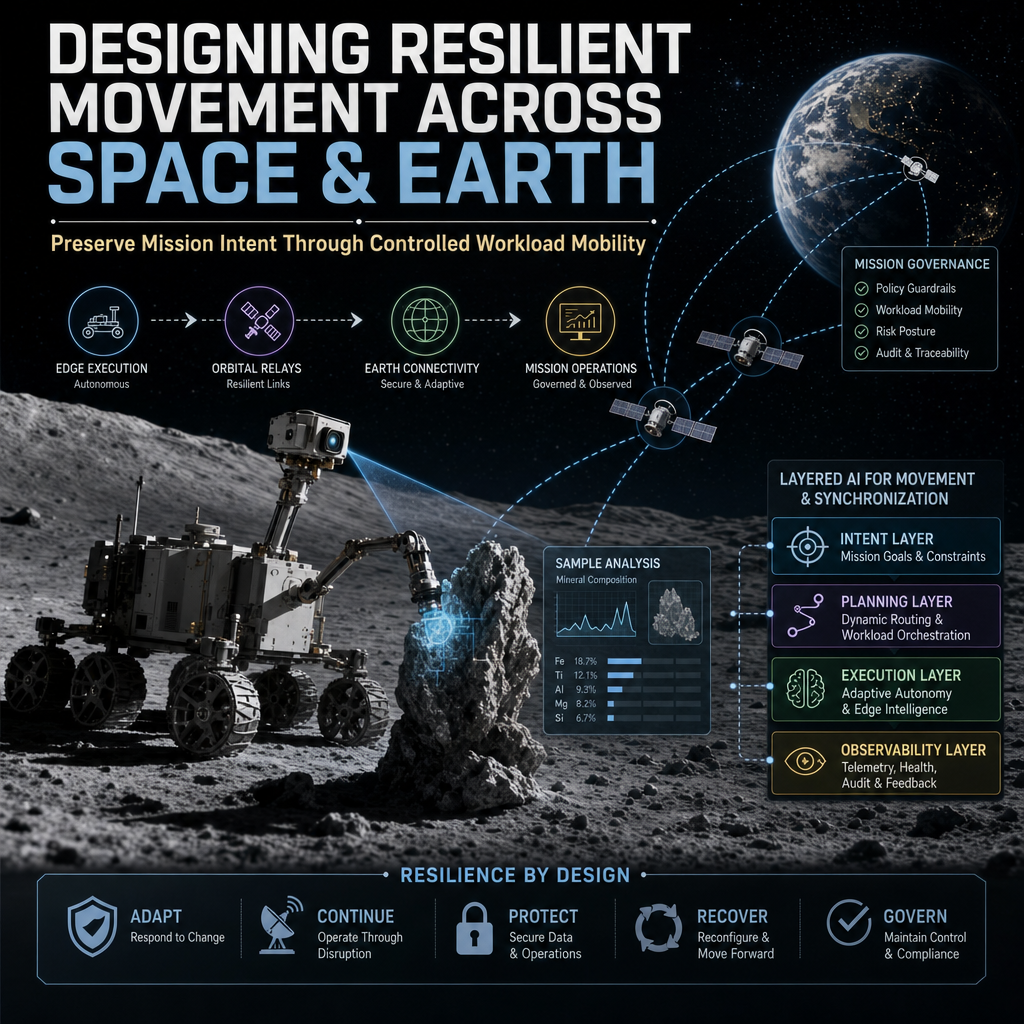 DESIGNING RESILIENT
MOVEMENT ACROSS
SPACE & EARTH
Preserve Mission Intent Through Controlled Workload Mobility
EDGE EXECUTION
Autonomous
ORBITAL RELAYS
Resilient Links
EARTH CONNECTIVITY
Secure & Adaptive
MISSION OPERATIONS
Governed & Observed
MISSION GOVERNANCE
Policy Guardrails
Workload Mobility
Risk Posture
Audit & Traceability
SAMPLE ANALYSIS
Mineral Composition
Fe 18.7%
Ti 12.1%
Al 9.3%
Mg 8.2%
Si 6.7%
LAYERED AI FOR MOVEMENT
& SYNCHRONIZATION
INTENT LAYER
Mission Goals & Constraints
PLANNING LAYER
Dynamic Routing &
Workload Orchestration
EXECUTION LAYER
Adaptive Autonomy
& Edge Intelligence
OBSERVABILITY LAYER
Telemetry, Health,
Audit & Feedback
RESILIENCE BY DESIGN
ADAPT
Respond to Change
CONTINUE
Operate Through
Disruption
PROTECT
Secure Data
& Operations
RECOVER
Reconfigure &
Move Forward
GOVERN
Maintain Control
& Compliance